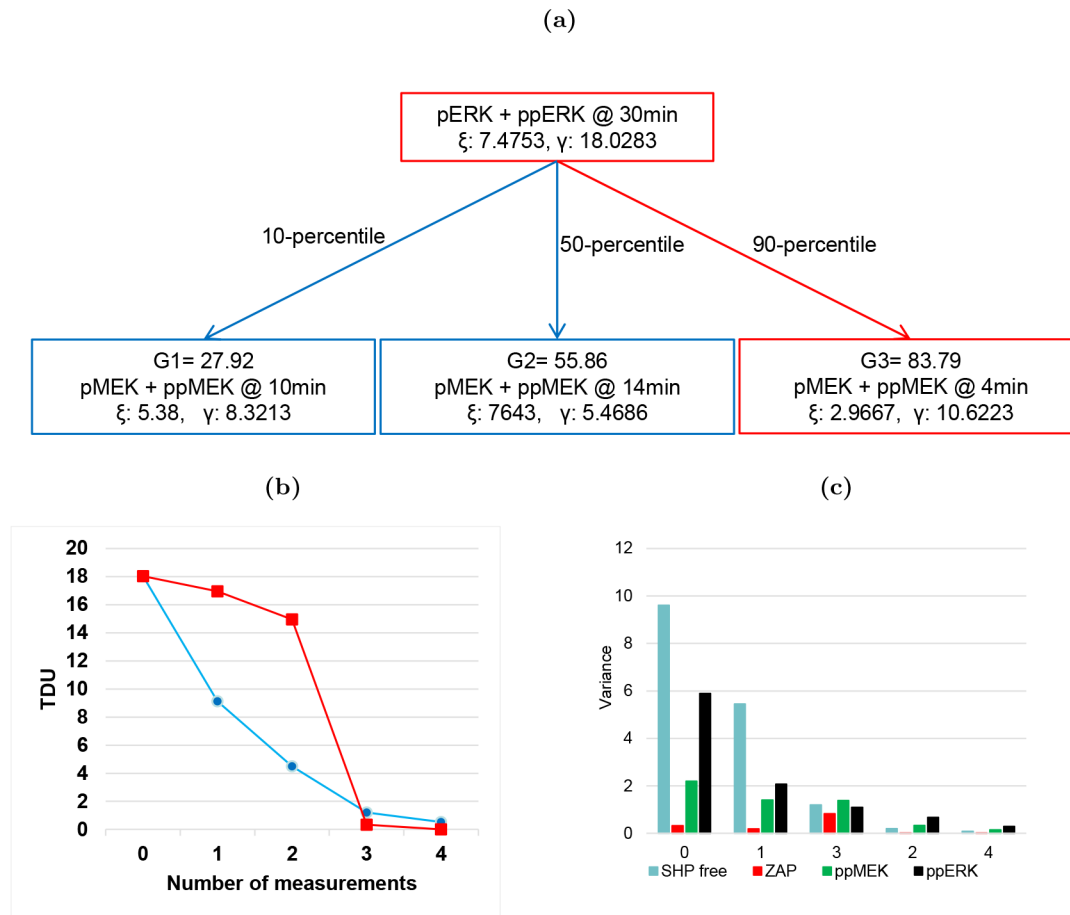 (a)
pERK + ppERK @ 30min
ξ: 7.4753, γ: 18.0283
10-percentile
50-percentile
90-percentile
G1= 27.92
pMEK + ppMEK @ 10min
ξ: 5.38, γ: 8.3213
G2= 55.86
pMEK + ppMEK @ 14min
ξ: 7643, γ: 5.4686
G3= 83.79
pMEK + ppMEK @ 4min
ξ: 2.9667, γ: 10.6223
(b)
TDU
20
18
16
14
12
10
8
6
4
2
0
0 1 2 3 4
Number of measurements
(c)
Variance
12
10
8
6
4
2
0
0 1 3 2 4
SHP free ZAP ppMEK ppERK